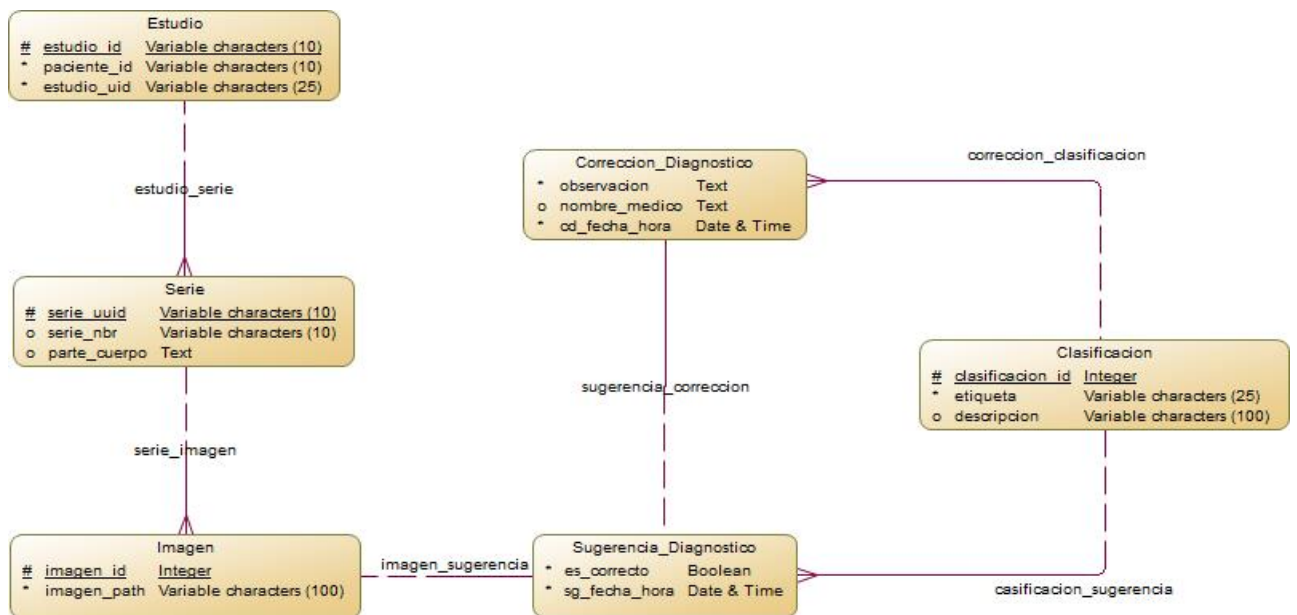 Estudio
# estudio_id Variable characters (10)
* paciente_id Variable characters (10)
* estudio_uid Variable characters (25)
estudio_serie
Serie
# serie_uuid Variable characters (10)
o serie_nbr Variable characters (10)
o parte_cuerpo Text
serie_imagen
Imagen
# imagen_id Integer
* imagen_path Variable characters (100)
imagen_sugerencia
Correccion_Diagnostico
* observacion Text
o nombre_medico Text
* cd_fecha_hora Date & Time
sugerencia_correccion
Sugerencia_Diagnostico
* es_correcto Boolean
* sg_fecha_hora Date & Time
correccion_clasificacion
Clasificacion
# clasificacion_id Integer
* etiqueta Variable characters (25)
o descripcion Variable characters (100)
casificacion_sugerencia